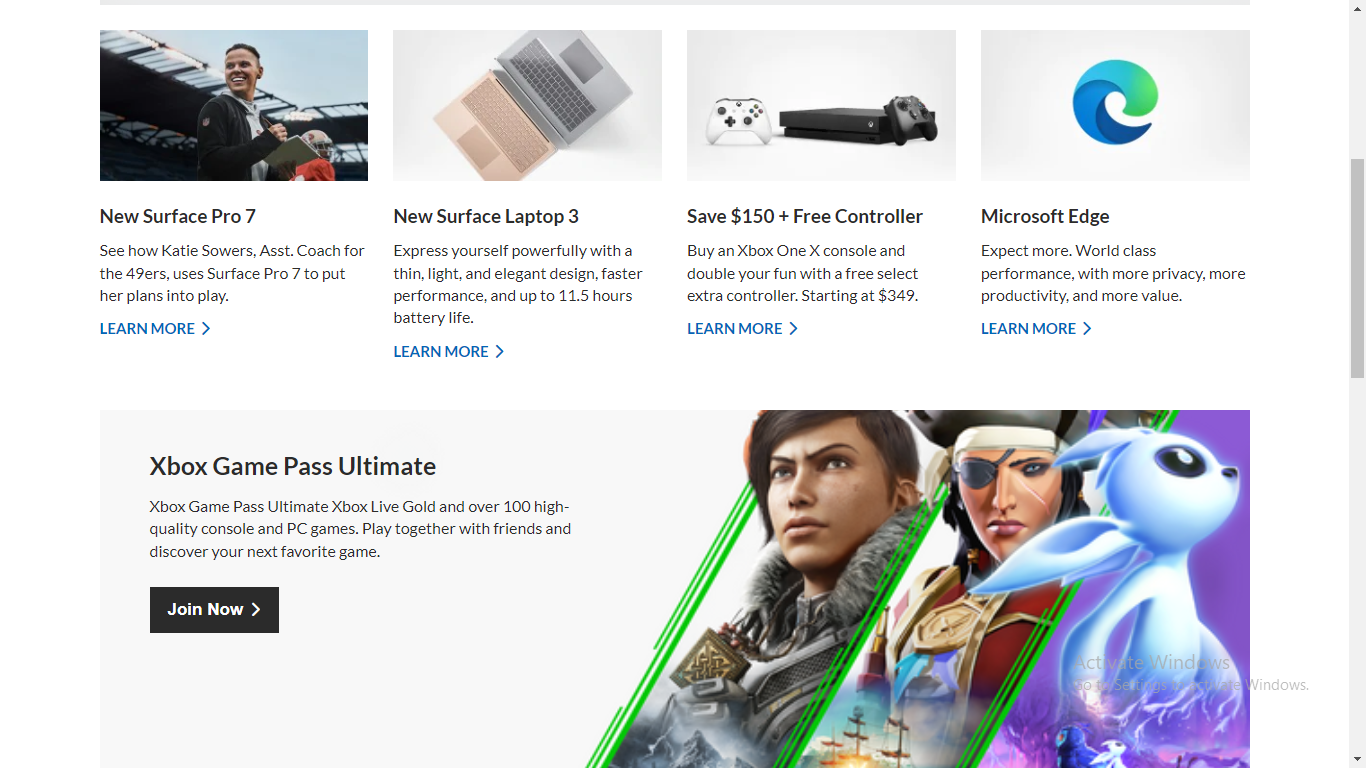 New Surface Pro 7
See how Katie Sowers, Asst. Coach for
the 49ers, uses Surface Pro 7 to put
her plans into play.
LEARN MORE
New Surface Laptop 3
Express yourself powerfully with a
thin, light, and elegant design, faster
performance, and up to 11.5 hours
battery life.
LEARN MORE
Save $150 + Free Controller
Buy an Xbox One X console and
double your fun with a free select
extra controller. Starting at $349.
LEARN MORE
Microsoft Edge
Expect more. World class
performance, with more privacy, more
productivity, and more value.
LEARN MORE
Xbox Game Pass Ultimate
Xbox Game Pass Ultimate Xbox Live Gold and over 100 high-
quality console and PC games. Play together with friends and
discover your next favorite game.
Join Now
Activate Windows
Go to Settings to activate Windows.